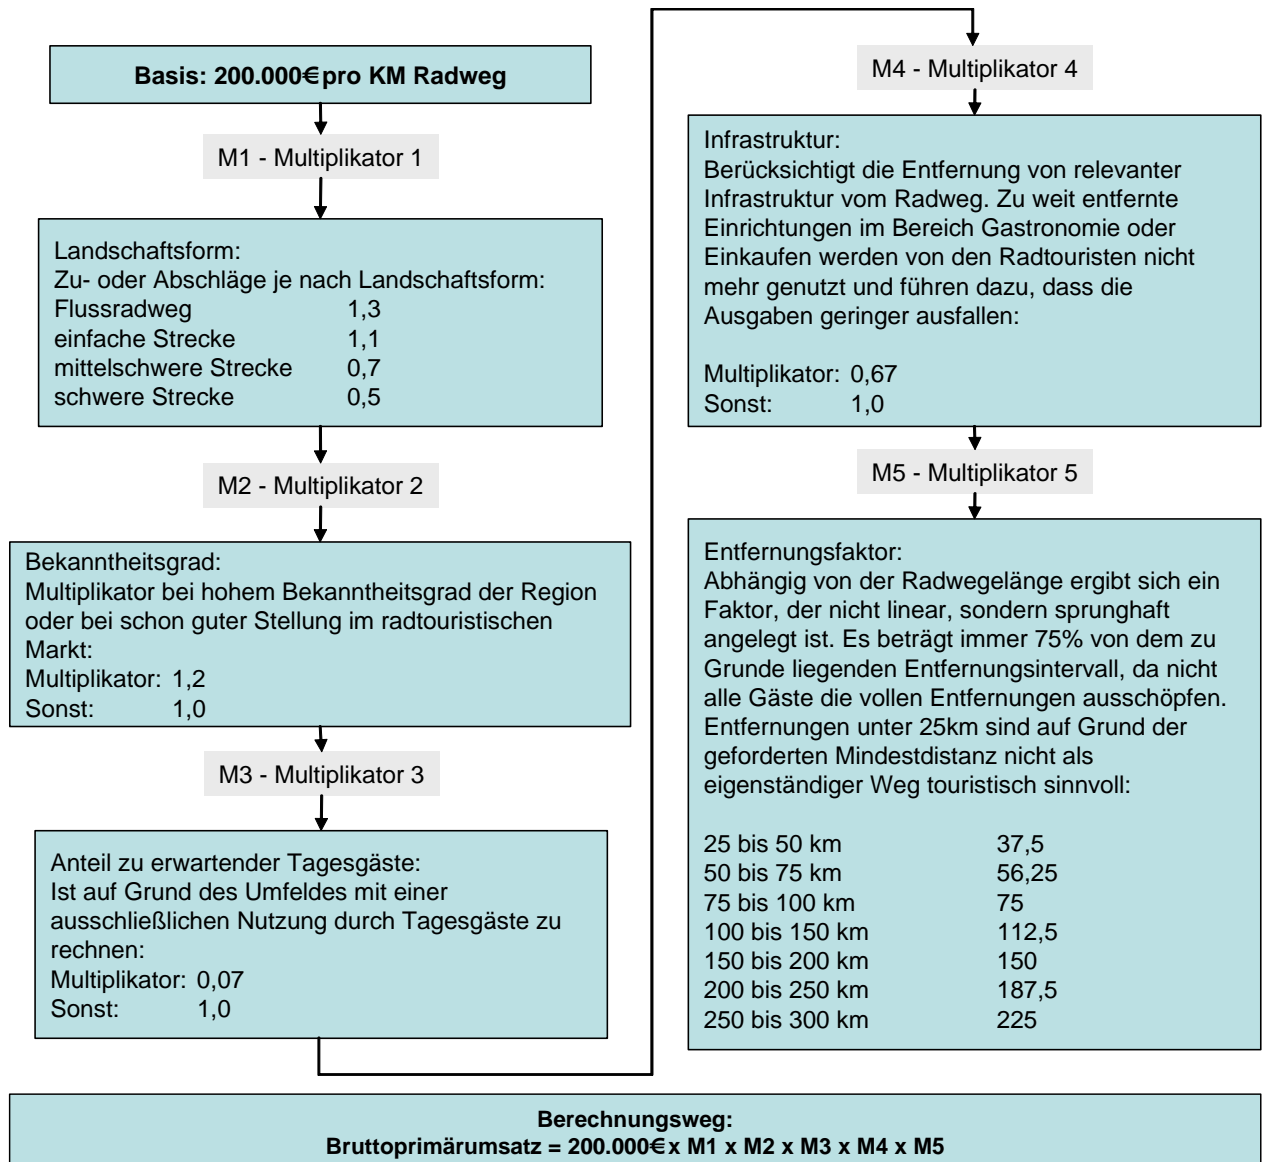 Basis: 200.000€ pro KM Radweg
M1 - Multiplikator 1
Landschaftsform:
Zu- oder Abschläge je nach Landschaftsform:
Flussradweg 1,3
einfache Strecke 1,1
mittelschwere Strecke 0,7
schwere Strecke 0,5
M2 - Multiplikator 2
Bekanntheitsgrad:
Multiplikator bei hohem Bekanntheitsgrad der Region
oder bei schon guter Stellung im radtouristischen
Markt:
Multiplikator: 1,2
Sonst: 1,0
M3 - Multiplikator 3
Anteil zu erwartender Tagesgäste:
Ist auf Grund des Umfeldes mit einer
ausschließlichen Nutzung durch Tagesgäste zu
rechnen:
Multiplikator: 0,07
Sonst: 1,0
M4 - Multiplikator 4
Infrastruktur:
Berücksichtigt die Entfernung von relevanter
Infrastruktur vom Radweg. Zu weit entfernte
Einrichtungen im Bereich Gastronomie oder
Einkaufen werden von den Radtouristen nicht
mehr genutzt und führen dazu, dass die
Ausgaben geringer ausfallen:
Multiplikator: 0,67
Sonst: 1,0
M5 - Multiplikator 5
Entfernungsfaktor:
Abhängig von der Radwegelänge ergibt sich ein
Faktor, der nicht linear, sondern sprunghaft
angelegt ist. Es beträgt immer 75% von dem zu
Grunde liegenden Entfernungsintervall, da nicht
alle Gäste die vollen Entfernungen ausschöpfen.
Entfernungen unter 25km sind auf Grund der
geforderten Mindestdistanz nicht als
eigenständiger Weg touristisch sinnvoll:
25 bis 50 km 37,5
50 bis 75 km 56,25
75 bis 100 km 75
100 bis 150 km 112,5
150 bis 200 km 150
200 bis 250 km 187,5
250 bis 300 km 225
Berechnungsweg:
Bruttoprimärumsatz = 200.000€ x M1 x M2 x M3 x M4 x M5